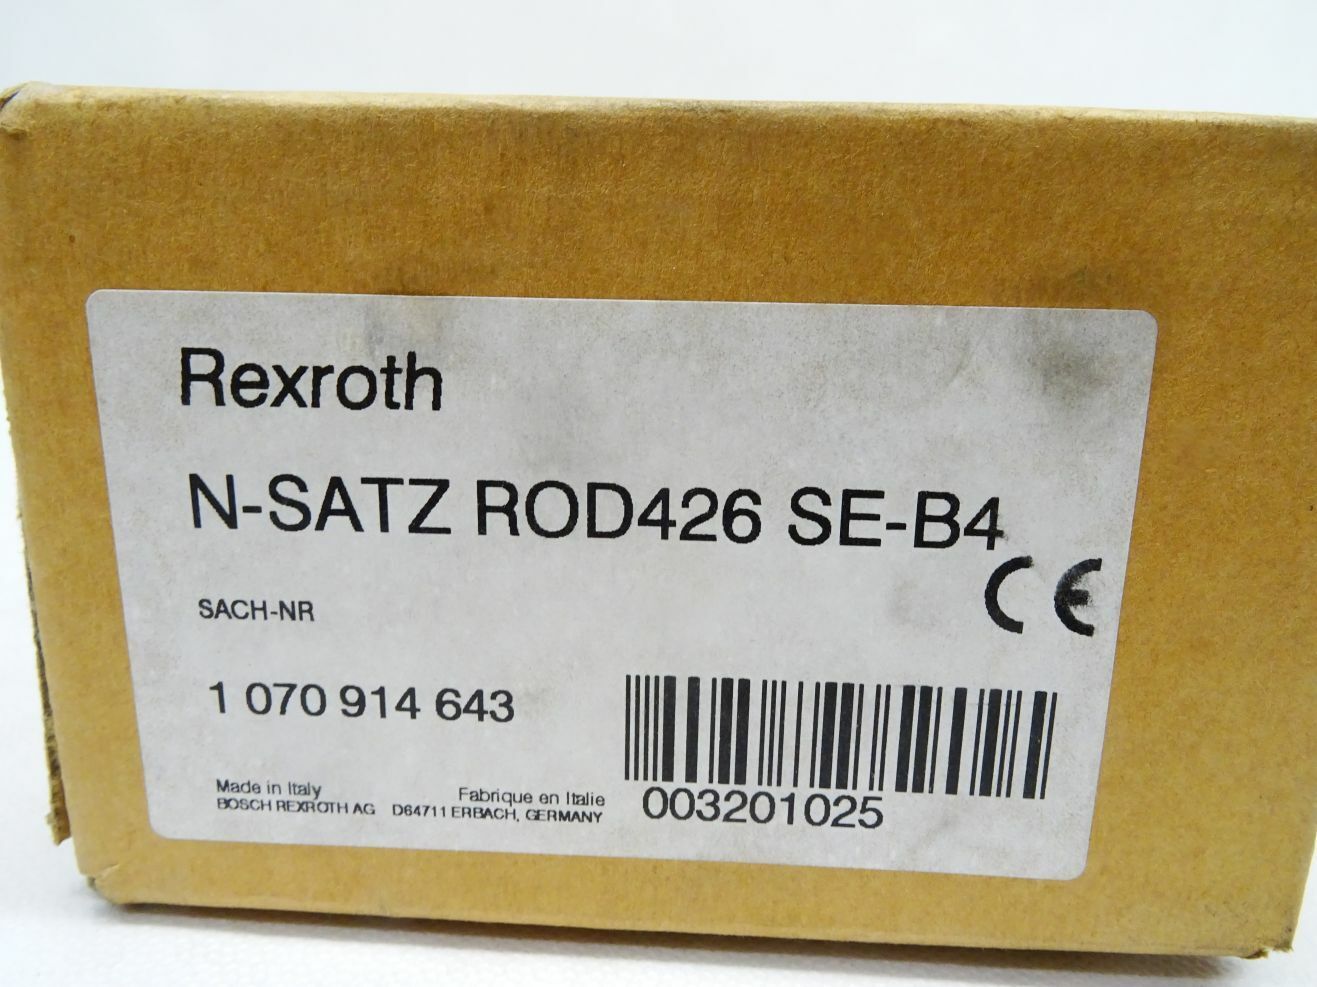 Rexroth
N-SATZ ROD426 SE-B4
CE
SACH-NR
1 070 914 643
Made in Italy Fabrique en Italie
BOSCH REXROTH AG D64711 ERBACH, GERMANY
003201025